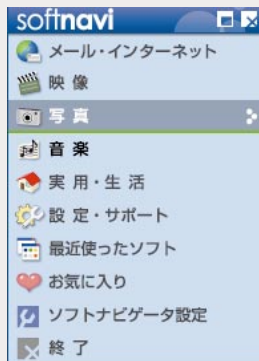 softnavi
メール・インターネット
映 像
写 真
音 楽
実 用・生 活
設 定・サポート
最近使ったソフト
お気に入り
ソフトナビゲータ設定
終 了